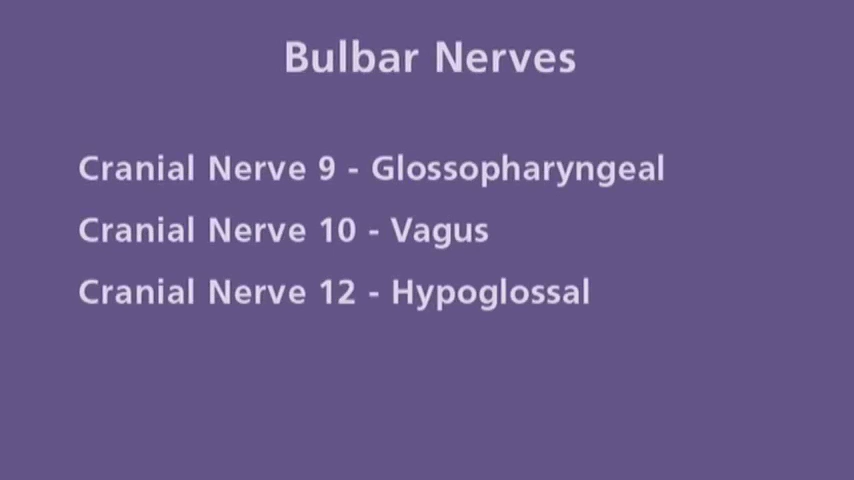 Bulbar Nerves
Cranial Nerve 9 - Glossopharyngeal
Cranial Nerve 10 - Vagus
Cranial Nerve 12 - Hypoglossal